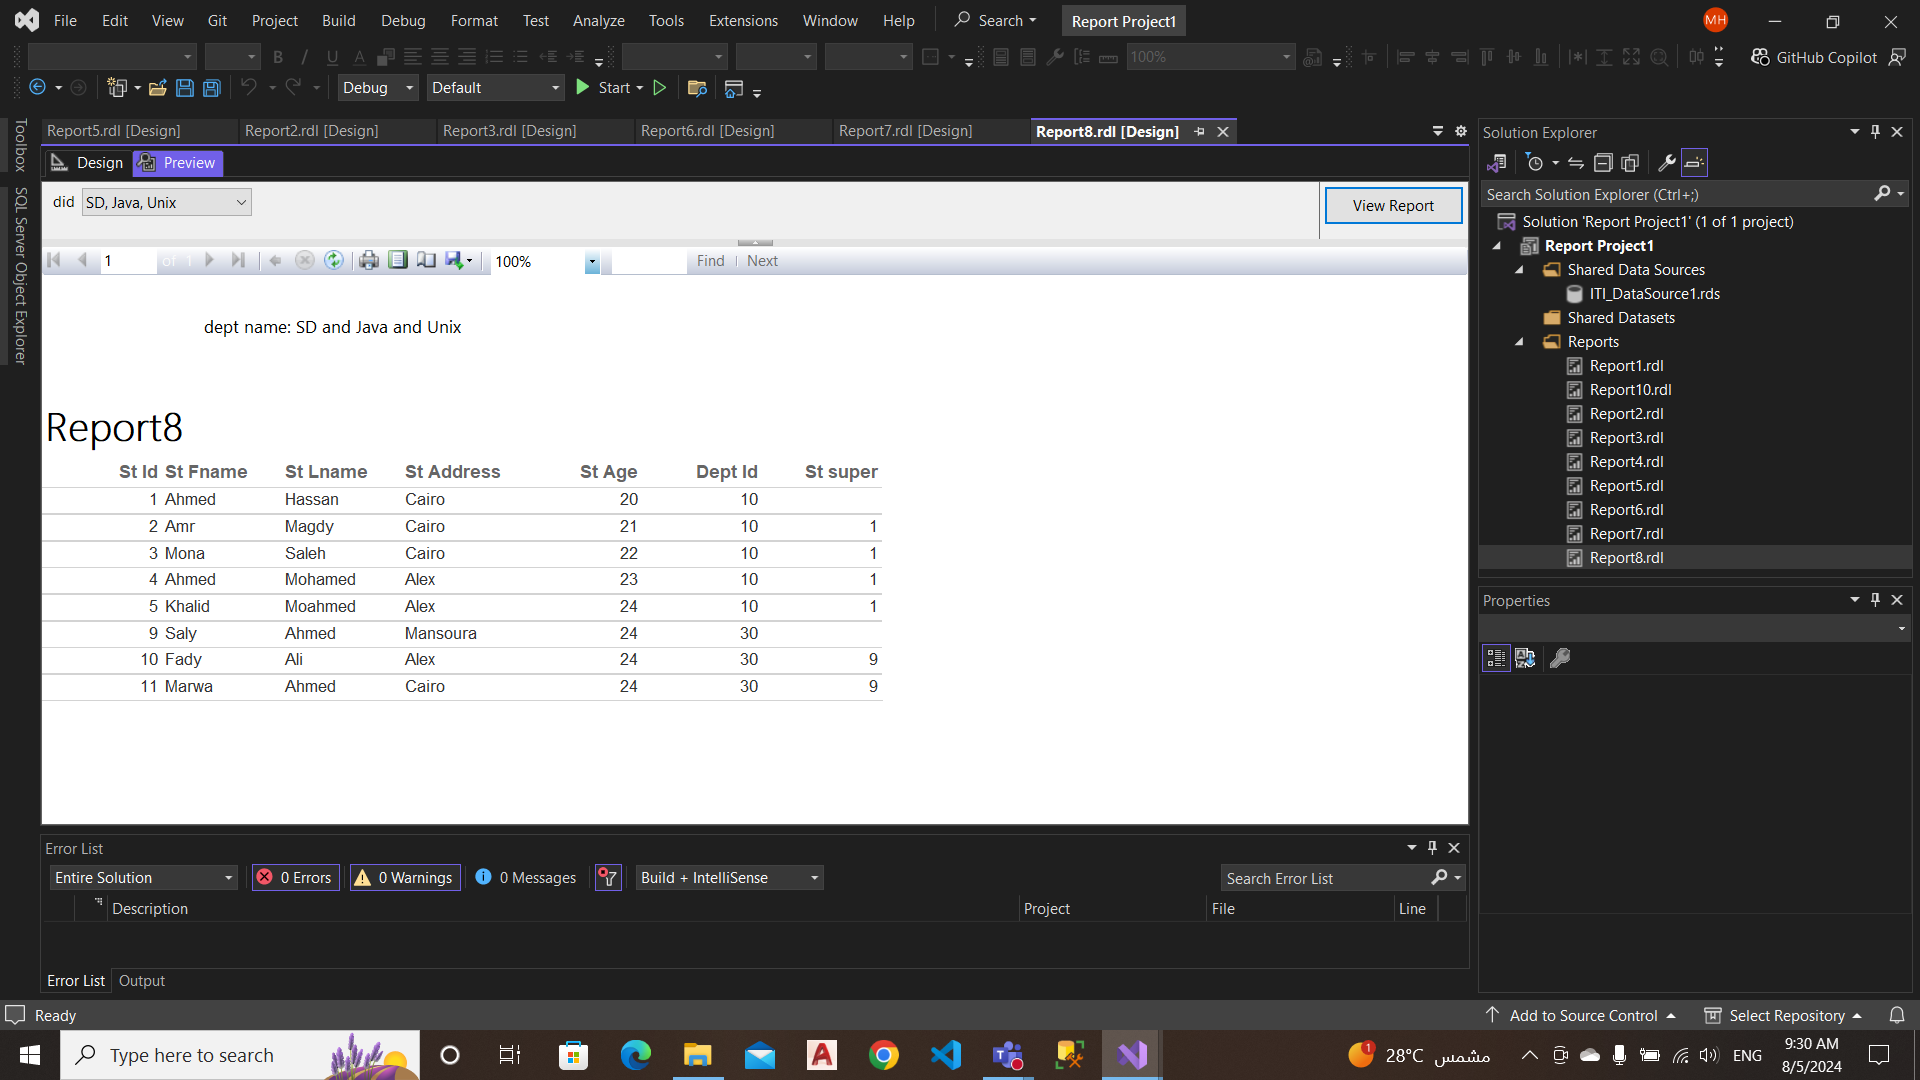 File Edit View Git Project Build Debug Format Test Analyze Tools Extensions Window Help Search Report Project1 MH
100% GitHub Copilot
Debug Default Start
Report5.rdl [Design] Report2.rdl [Design] Report3.rdl [Design] Report6.rdl [Design] Report7.rdl [Design] Report8.rdl [Design]
Design Preview
did SD, Java, Unix View Report
1 of 1 100% Find Next
dept name: SD and Java and Unix
Report8
St Id St Fname St Lname St Address St Age Dept Id St super
1 Ahmed Hassan Cairo 20 10
2 Amr Magdy Cairo 21 10 1
3 Mona Saleh Cairo 22 10 1
4 Ahmed Mohamed Alex 23 10 1
5 Khalid Moahmed Alex 24 10 1
9 Saly Ahmed Mansoura 24 30
10 Fady Ali Alex 24 30 9
11 Marwa Ahmed Cairo 24 30 9
Toolbox
SQL Server Object Explorer
Solution Explorer
Search Solution Explorer (Ctrl+;)
Solution 'Report Project1' (1 of 1 project)
Report Project1
Shared Data Sources
ITI_DataSource1.rds
Shared Datasets
Reports
Report1.rdl
Report10.rdl
Report2.rdl
Report3.rdl
Report4.rdl
Report5.rdl
Report6.rdl
Report7.rdl
Report8.rdl
Properties
Error List
Entire Solution 0 Errors 0 Warnings 0 Messages Build + IntelliSense Search Error List
Description Project File Line
Error List Output
Ready Add to Source Control Select Repository
Type here to search 1 28°C مشمس ENG 9:30 AM
8/5/2024